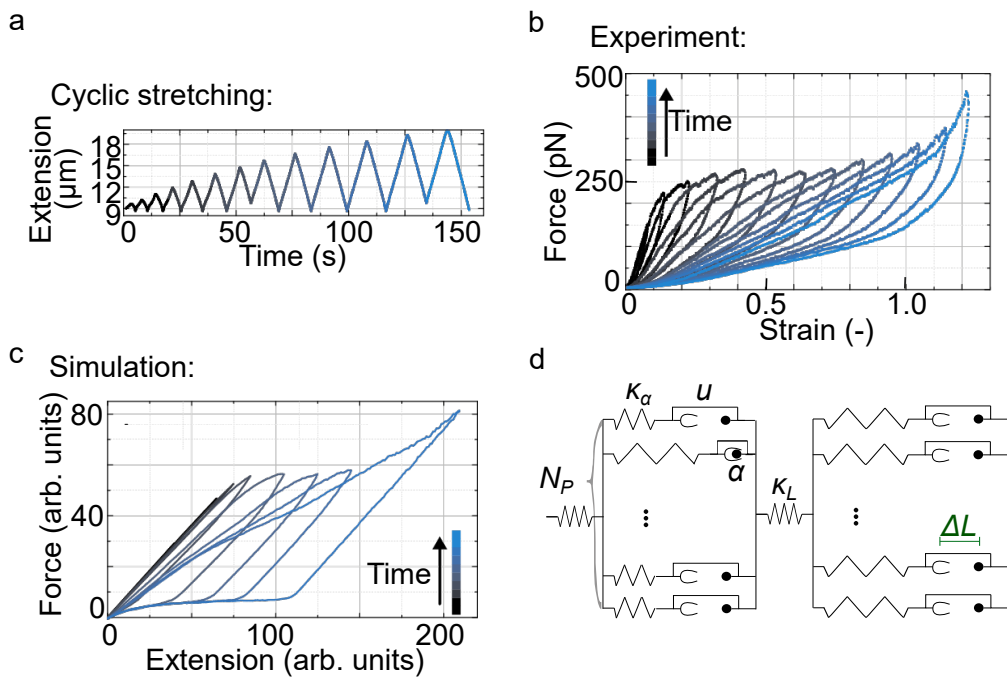 a
Cyclic stretching:
Extension
(µm)
18
15
12
9
0
50
100
150
Time (s)
b
Experiment:
500
250
0
Force (pN)
Time
0
0.5
1.0
Strain (-)
c
Simulation:
80
40
0
Force (arb. units)
Time
0
100
200
Extension (arb. units)
d
κα
u
α
NP
κL
ΔL